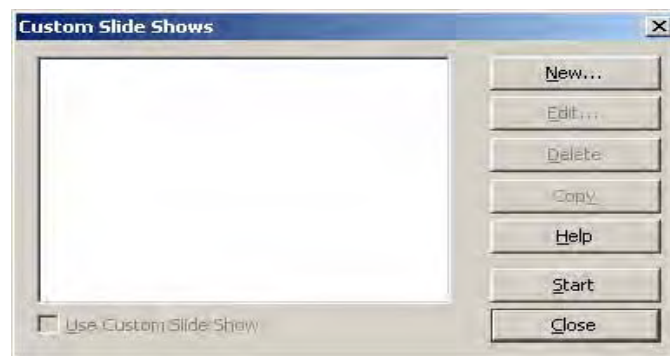 Custom Slide Shows
New...
Edit...
Delete
Copy
Help
Start
Use Custom Slide Show
Close